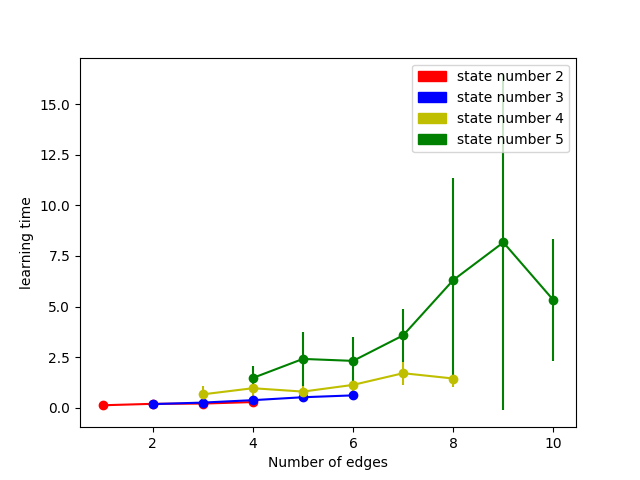 state number 2
state number 3
state number 4
state number 5
15.0
12.5
10.0
7.5
5.0
2.5
0.0
learning time
2 4 6 8 10
Number of edges